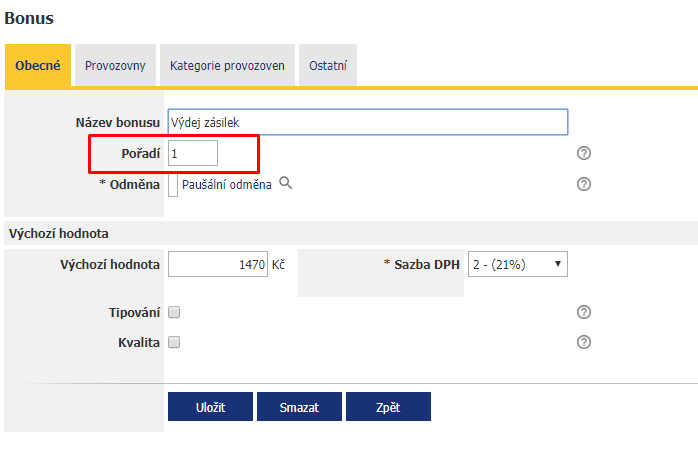 Bonus
Obecné Provozovny Kategorie provozoven Ostatní
Název bonusu Výdej zásilek
Pořadí 1 ?
* Odměna Paušální odměna ?
Výchozí hodnota
Výchozí hodnota 1470 Kč * Sazba DPH 2 - (21%)
Tipování ?
Kvalita ?
Uložit Smazat Zpět